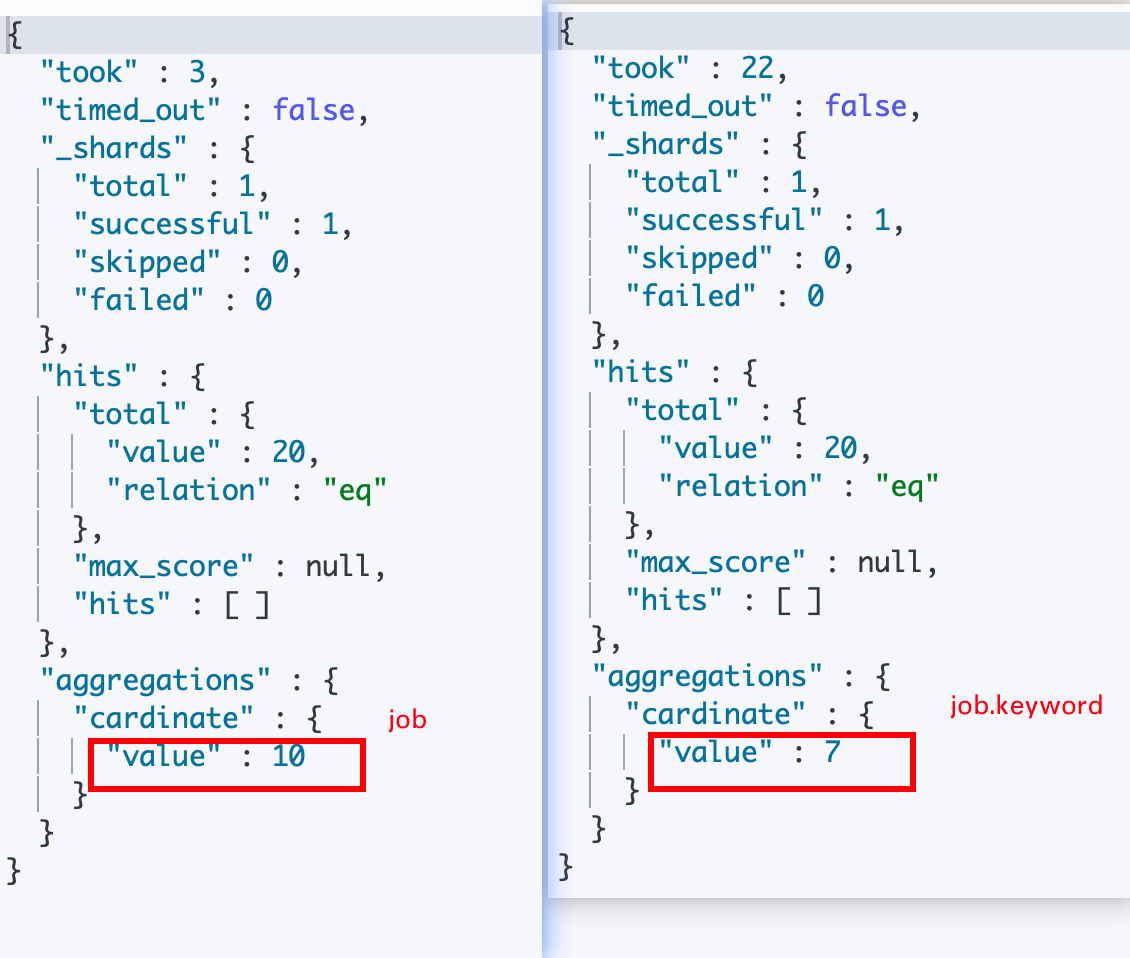 {
"took" : 3,
"timed_out" : false,
"_shards" : {
"total" : 1,
"successful" : 1,
"skipped" : 0,
"failed" : 0
},
"hits" : {
"total" : {
"value" : 20,
"relation" : "eq"
},
"max_score" : null,
"hits" : [ ]
},
"aggregations" : {
"cardinate" : {
job
"value" : 10
}
}
}
{
"took" : 22,
"timed_out" : false,
"_shards" : {
"total" : 1,
"successful" : 1,
"skipped" : 0,
"failed" : 0
},
"hits" : {
"total" : {
"value" : 20,
"relation" : "eq"
},
"max_score" : null,
"hits" : [ ]
},
"aggregations" : {
"cardinate" : {
job.keyword
"value" : 7
}
}
}